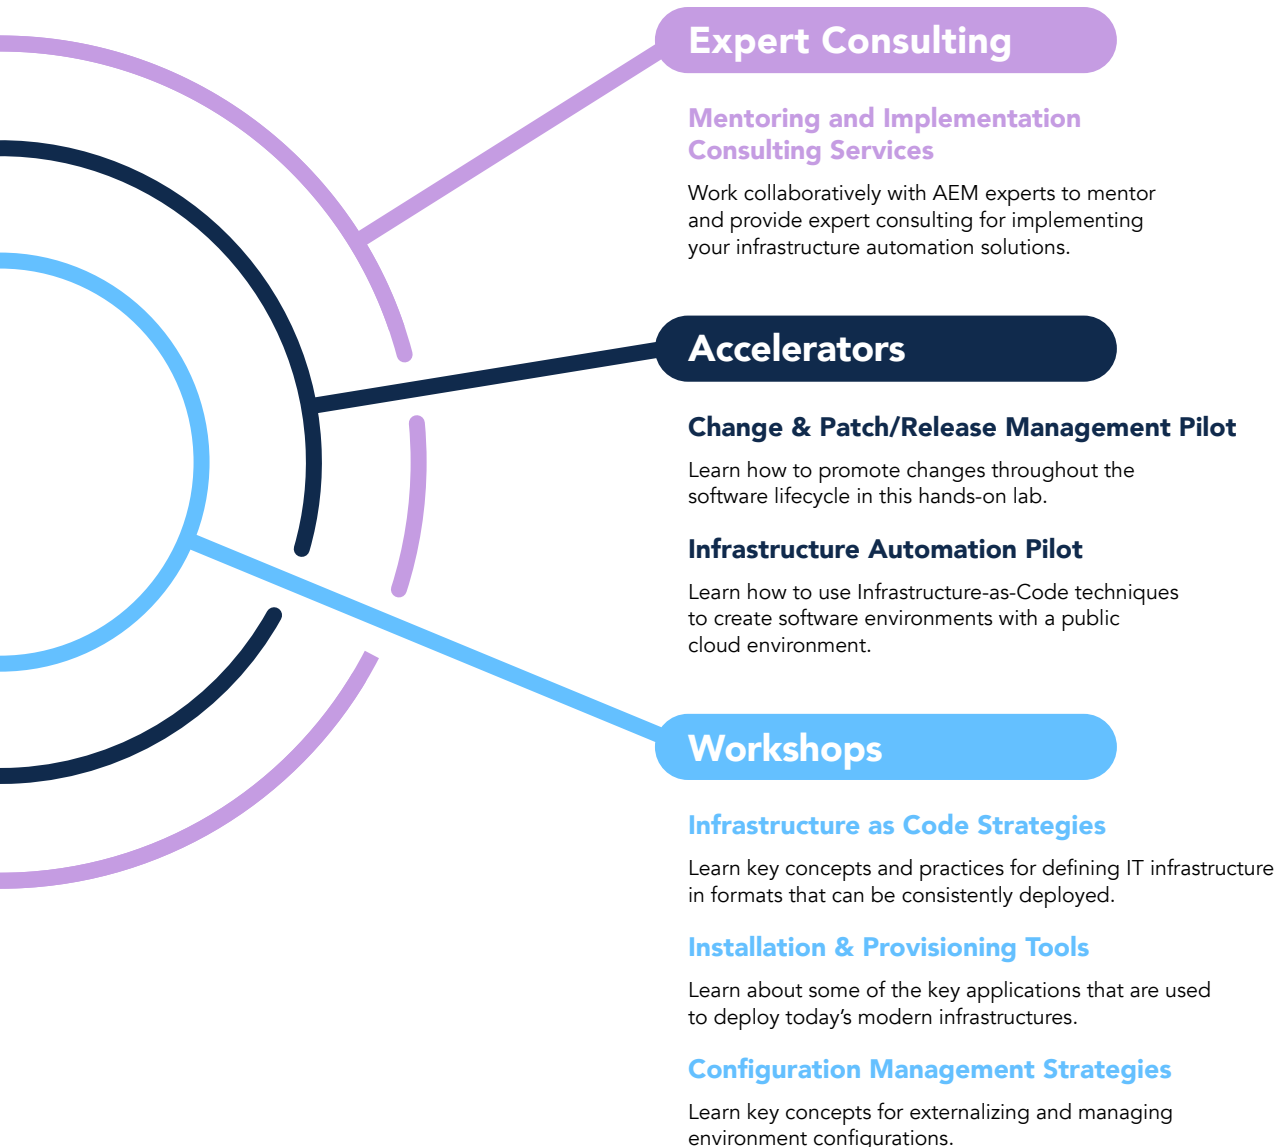 Expert Consulting
Mentoring and Implementation
Consulting Services
Work collaboratively with AEM experts to mentor
and provide expert consulting for implementing
your infrastructure automation solutions.
Accelerators
Change & Patch/Release Management Pilot
Learn how to promote changes throughout the
software lifecycle in this hands-on lab.
Infrastructure Automation Pilot
Learn how to use Infrastructure-as-Code techniques
to create software environments with a public
cloud environment.
Workshops
Infrastructure as Code Strategies
Learn key concepts and practices for defining IT infrastructure
in formats that can be consistently deployed.
Installation & Provisioning Tools
Learn about some of the key applications that are used
to deploy today’s modern infrastructures.
Configuration Management Strategies
Learn key concepts for externalizing and managing
environment configurations.